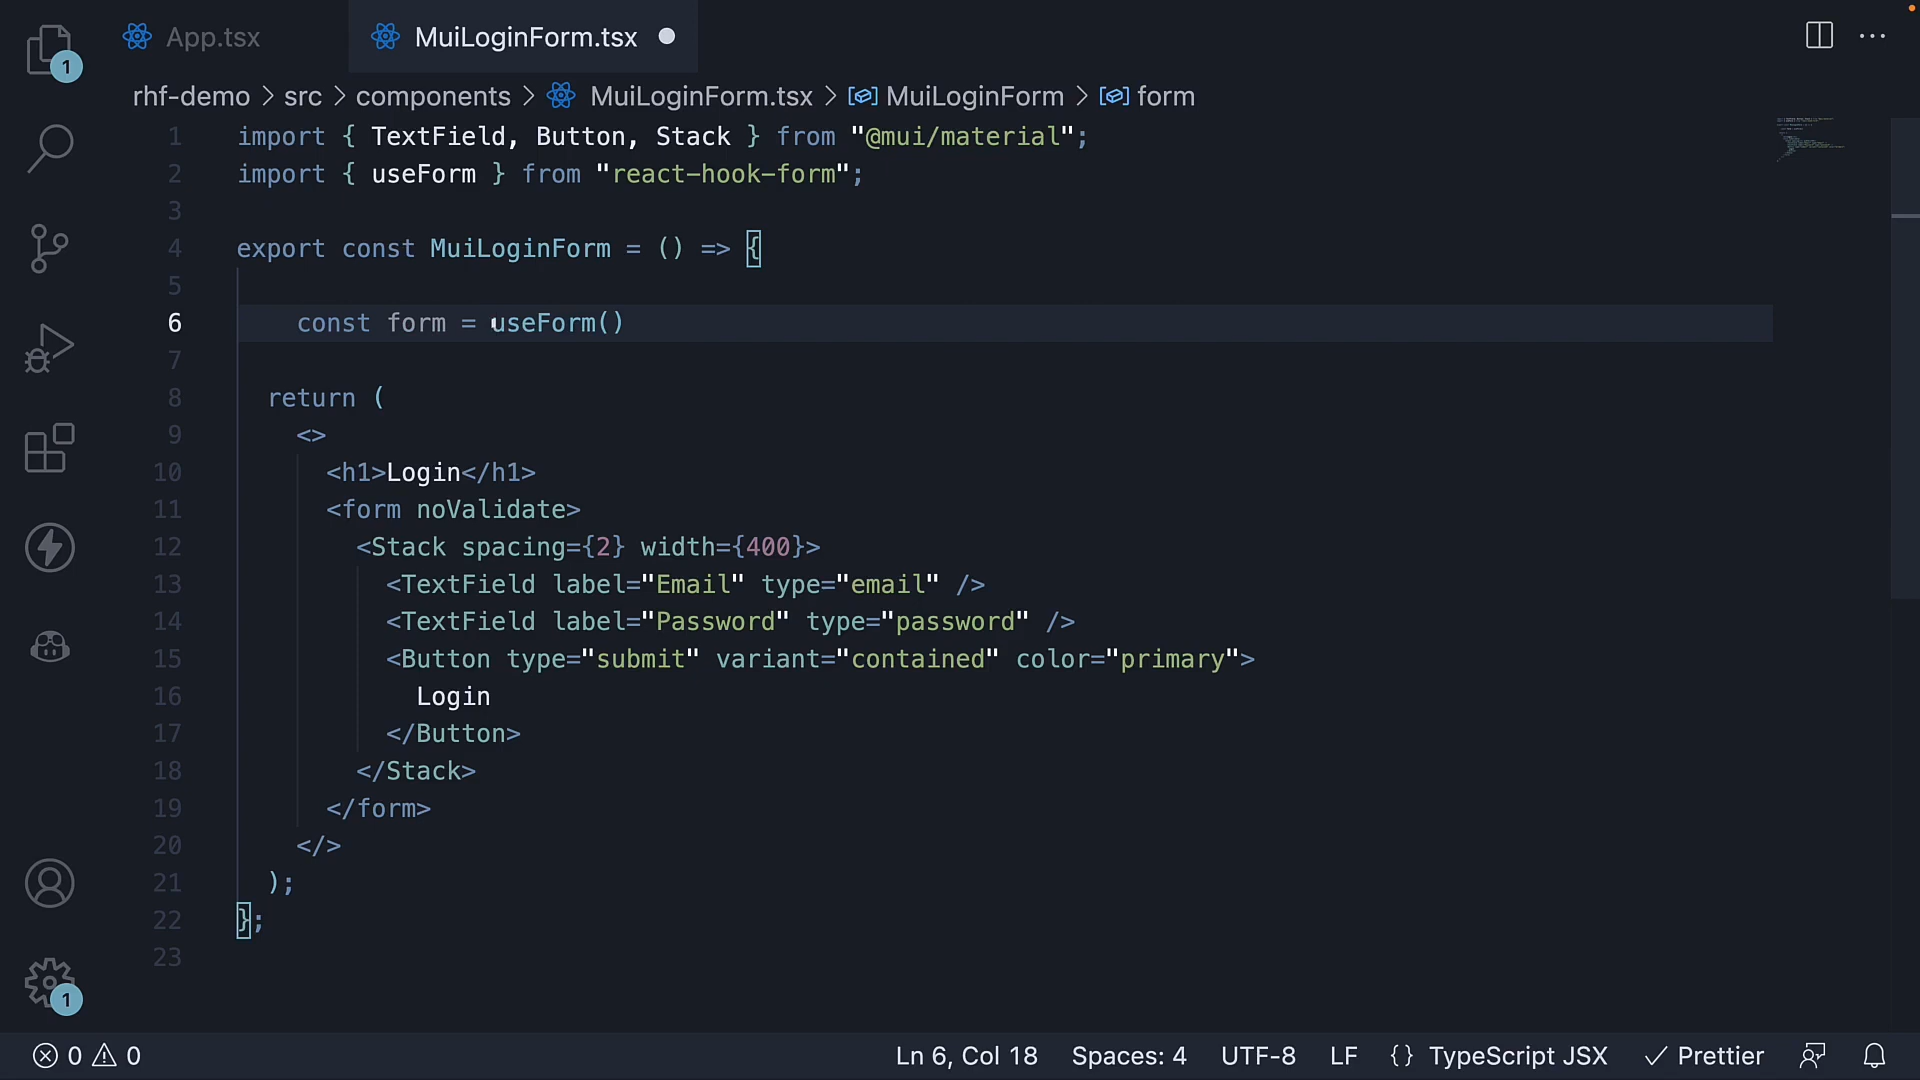 App.tsx
MuiLoginForm.tsx
rhf-demo > src > components > MuiLoginForm.tsx > MuiLoginForm > form
1 import { TextField, Button, Stack } from "@mui/material";
2 import { useForm } from "react-hook-form";
3
4 export const MuiLoginForm = () => {
5
6 const form = useForm()
7
8 return (
9 <>
10 <h1>Login</h1>
11 <form noValidate>
12 <Stack spacing={2} width={400}>
13 <TextField label="Email" type="email" />
14 <TextField label="Password" type="password" />
15 <Button type="submit" variant="contained" color="primary">
16 Login
17 </Button>
18 </Stack>
19 </form>
20 </>
21 );
22 };
23
1
1
0 0 Ln 6, Col 18 Spaces: 4 UTF-8 LF {} TypeScript JSX ✓ Prettier